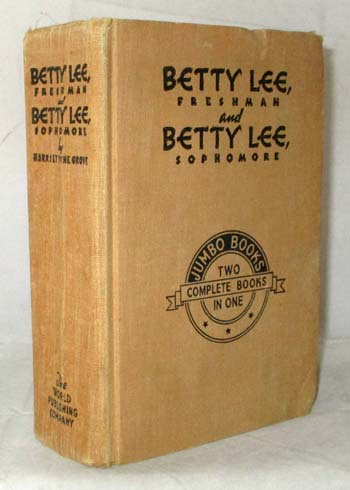 BETTY LEE,
FRESHMAN
and
BETTY LEE,
SOPHOMORE
by
HARRIET PYNE GROVE
The
WORLD
PUBLISHING
COMPANY
BETTY LEE,
FRESHMAN
and
BETTY LEE,
SOPHOMORE
JUMBO BOOKS
TWO
COMPLETE BOOKS
IN ONE